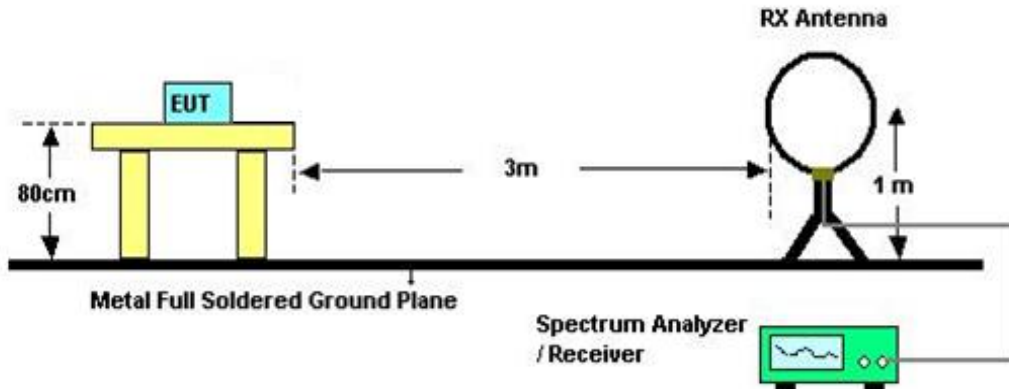 RX Antenna
EUT
3m
80cm
1 m
Metal Full Soldered Ground Plane
Spectrum Analyzer
/ Receiver